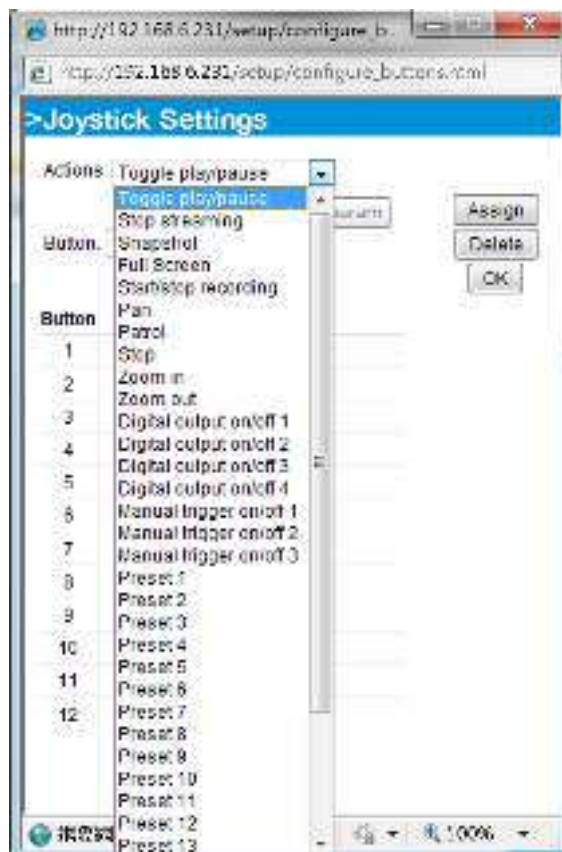 http://192.168.6.231/setup/configure_b...
http://192.168.6.231/setup/configure_buttons.html
>Joystick Settings
Actions Toggle play/pause
Toggle play/pause
Stop streaming
Assign
Button.
Snapshot
Delete
Full Screen
OK
Start/stop recording
Button
Pan
Patrol
1
Stop
2
Zoom in
Zoom out
3
Digital output on/off 1
4
Digital output on/off 2
Digital output on/off 3
5
Digital output on/off 4
6
Manual trigger on/off 1
Manual trigger on/off 2
7
Manual trigger on/off 3
8
Preset 1
Preset 2
9
Preset 3
10
Preset 4
Preset 5
11
Preset 6
12
Preset 7
Preset 8
Preset 9
Preset 10
Preset 11
Preset 12
100%
Preset 13